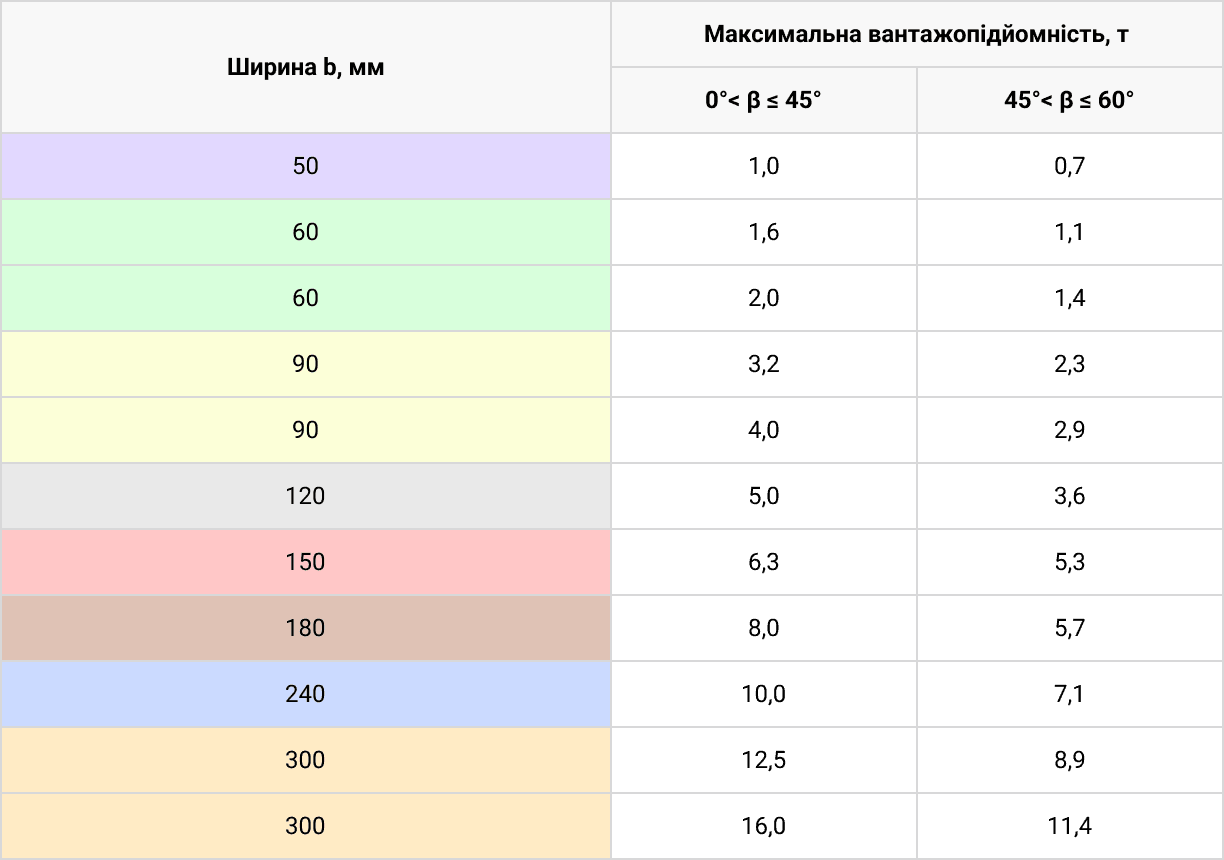 Ширина b, мм
Максимальна вантажопідйомність, т
0°< β ≤ 45° 45°< β ≤ 60°
50 1,0 0,7
60 1,6 1,1
60 2,0 1,4
90 3,2 2,3
90 4,0 2,9
120 5,0 3,6
150 6,3 5,3
180 8,0 5,7
240 10,0 7,1
300 12,5 8,9
300 16,0 11,4